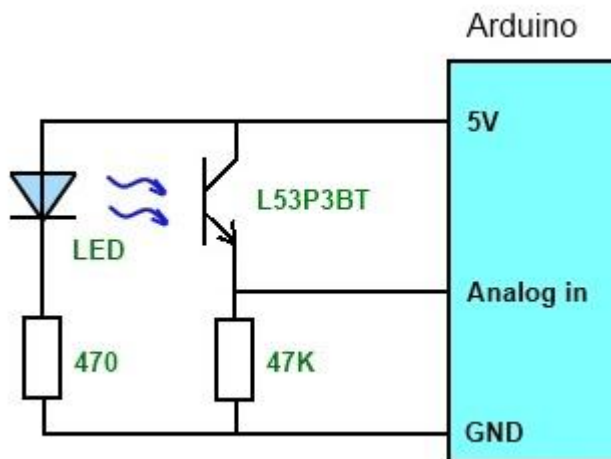 Arduino
5V
L53P3BT
LED
Analog in
470
47K
GND